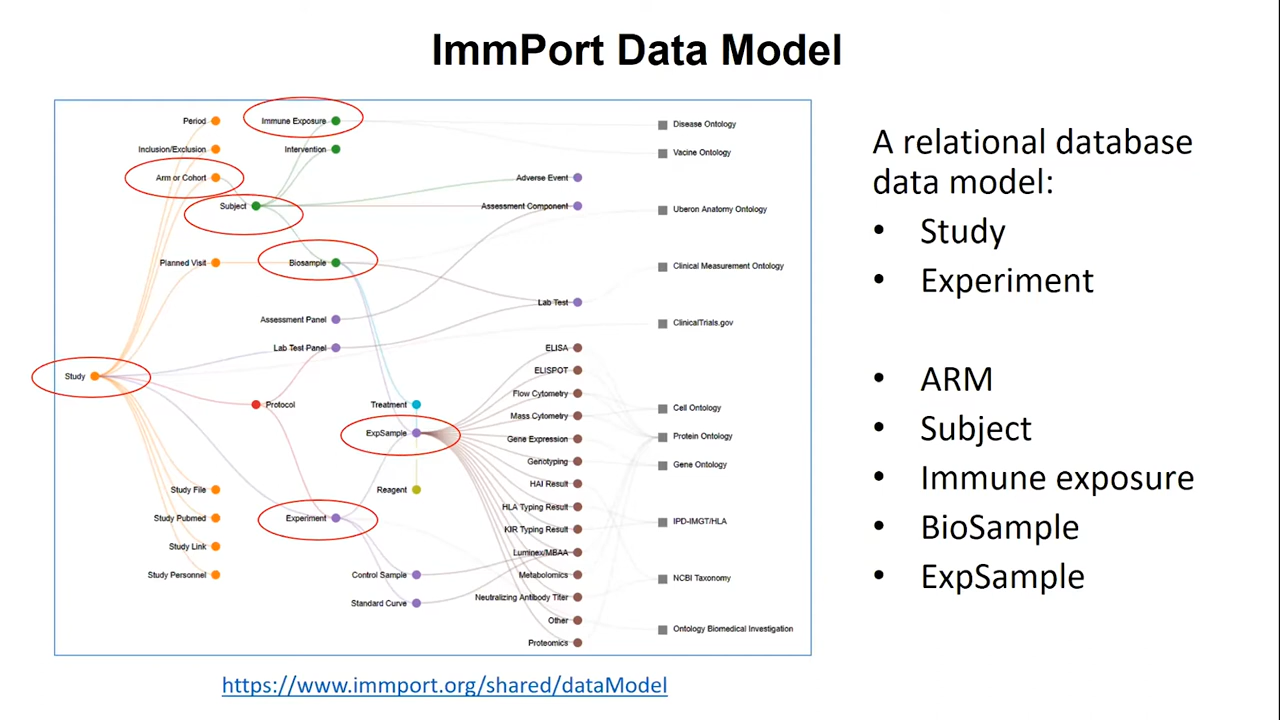 ImmPort Data Model
Period
Immune Exposure
Disease Ontology
Inclusion/Exclusion
Intervention
Vacine Ontology
Arm or Cohort
Adverse Event
Subject
Assessment Component
Uberon Anatomy Ontology
Planned Visit
Biosample
Clinical Measurement Ontology
Lab Test
Assessment Panel
ClinicalTrials.gov
Lab Test Panel
ELISA
ELISPOT
Study
Flow Cytometry
Protocol
Treatment
Mass Cytometry
Cell Ontology
ExpSample
Gene Expression
Protein Ontology
Genotyping
Gene Ontology
Study File
Reagent
HAI Result
HLA Typing Result
Study Pubmed
Experiment
KIR Typing Result
IPD-IMGT/HLA
Study Link
Luminex/MBAA
Study Personnel
Control Sample
Metabolomics
NCBI Taxonomy
Standard Curve
Neutralizing Antibody Titer
Other
Ontology Biomedical Investigation
Proteomics
https://www.immport.org/shared/dataModel
A relational database
data model:
• Study
• Experiment
• ARM
• Subject
• Immune exposure
• BioSample
• ExpSample